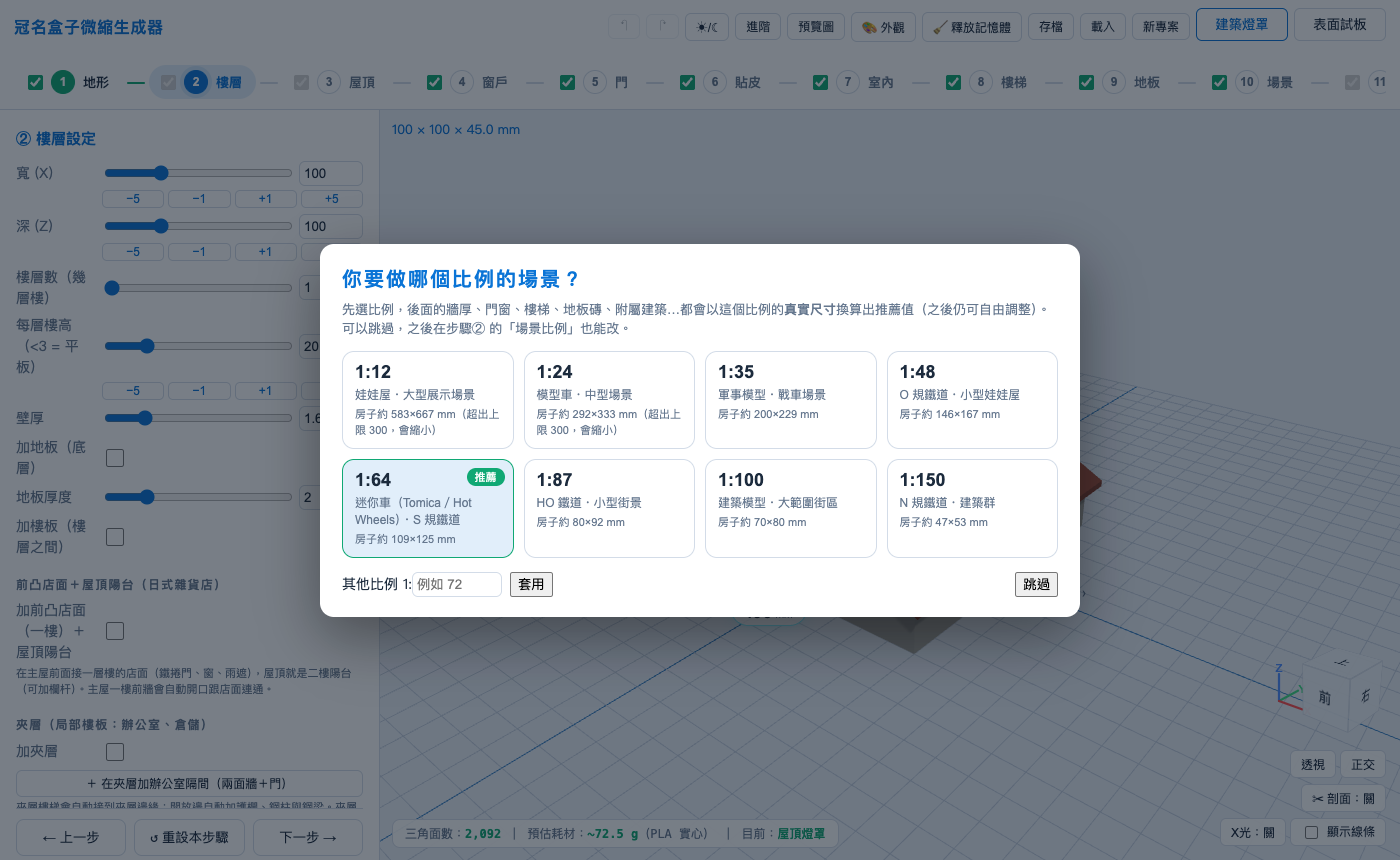 冠名盒子微縮生成器
☀/☾
進階
預覽圖
🎨 外觀
🧹 釋放記憶體
存檔
載入
新專案
建築燈罩
表面試板
1 地形
2 樓層
3 屋頂
4 窗戶
5 門
6 貼皮
7 室內
8 樓梯
9 地板
10 場景
11
② 樓層設定
寬 (X)
100
−5 −1 +1 +5
深 (Z)
100
−5 −1 +1
樓層數（幾
層樓）
1
每層樓高
（<3 = 平
板）
20
−5 −1 +1
壁厚
1.6
加地板（底
層）
地板厚度
2
加樓板（樓
層之間）
前凸店面＋屋頂陽台（日式雜貨店）
加前凸店面
（一樓）＋
屋頂陽台
在主屋前面接一層樓的店面（鐵捲門、窗、雨遮），屋頂就是二樓陽台
（可加欄杆）。主屋一樓前牆會自動開口跟店面連通。
夾層（局部樓板：辦公室、倉儲）
加夾層
＋ 在夾層加辦公室隔間（兩面牆＋門）
← 上一步
↺ 重設本步驟
下一步 →
100 × 100 × 45.0 mm
你要做哪個比例的場景？
先選比例，後面的牆厚、門窗、樓梯、地板磚、附屬建築…都會以這個比例的真實尺寸換算出推薦值（之後仍可自由調整）。
可以跳過，之後在步驟② 的「場景比例」也能改。
1:12
娃娃屋・大型展示場景
房子約 583×667 mm（超出上
限 300，會縮小）
1:24
模型車・中型場景
房子約 292×333 mm（超出上
限 300，會縮小）
1:35
軍事模型・戰車場景
房子約 200×229 mm
1:48
O 規鐵道・小型娃娃屋
房子約 146×167 mm
1:64
推薦
迷你車（Tomica / Hot
Wheels）・S 規鐵道
房子約 109×125 mm
1:87
HO 鐵道・小型街景
房子約 80×92 mm
1:100
建築模型・大範圍街區
房子約 70×80 mm
1:150
N 規鐵道・建築群
房子約 47×53 mm
其他比例 1: 例如 72
套用
跳過
Z
前
右
透視
正交
✂ 剖面：關
X光：關
顯示線條
三角面數：2,092 | 預估耗材：~72.5 g (PLA 實心) | 目前：屋頂燈罩